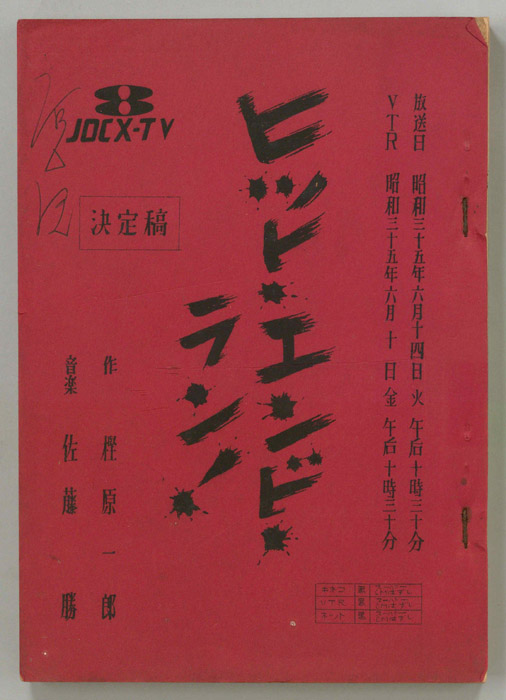 放送日　昭和三十五年六月十四日火　午后十時三十分
VTR　昭和三十五年六月十日金　午后十時三十分
ヒット・エンド・
ラン!
JOCX-TV
決定稿
作　樫原一郎
音楽　佐藤勝